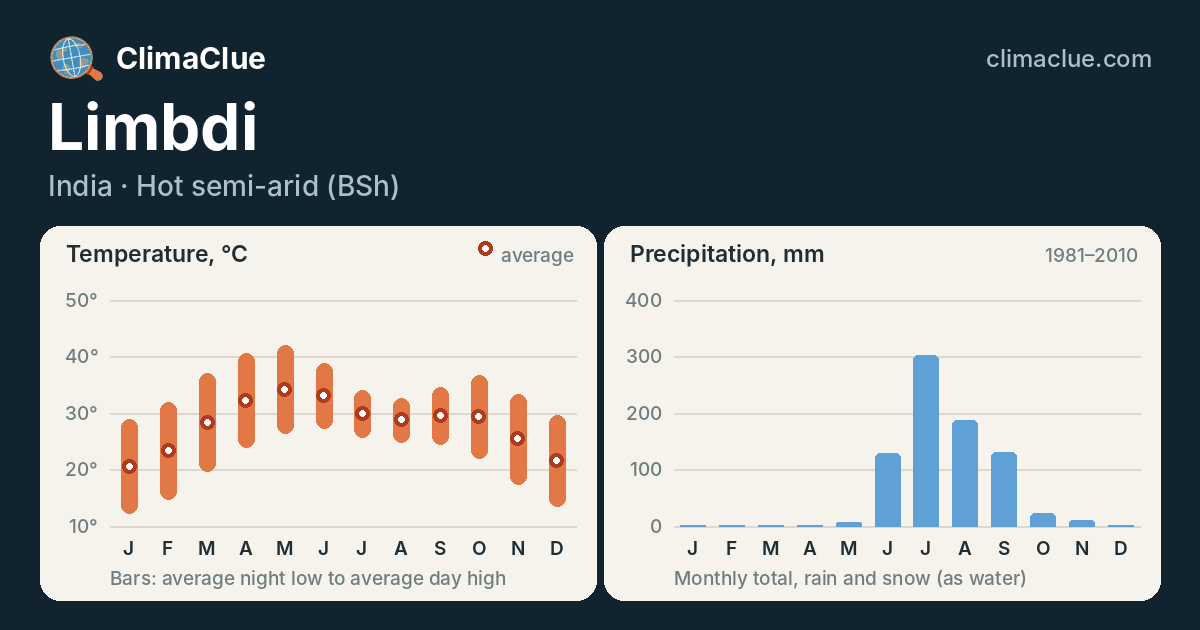 ClimaClue
climaclue.com
Limbdi
India · Hot semi-arid (BSh)
Temperature, °C
average
50°
40°
30°
20°
10°
J F M A M J J A S O N D
Bars: average night low to average day high
Precipitation, mm
1981–2010
400
300
200
100
0
J F M A M J J A S O N D
Monthly total, rain and snow (as water)